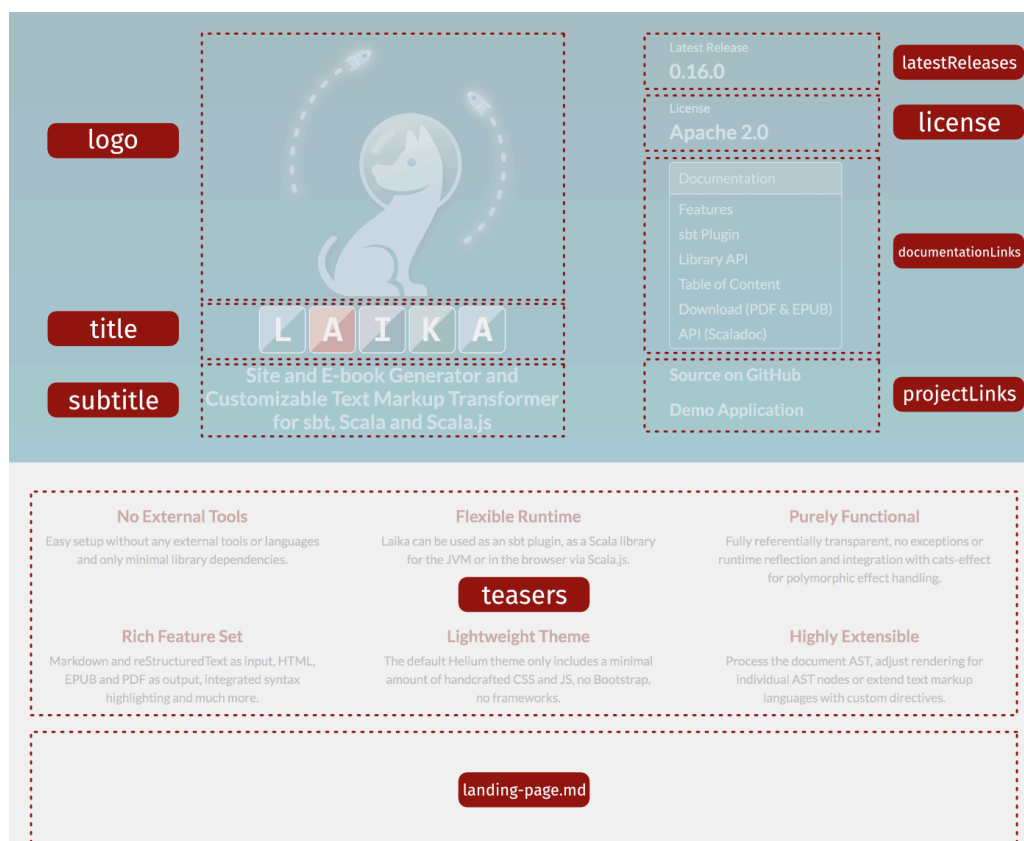 logo
title
LAIKA
subtitle
Site and E-book Generator and
Customizable Text Markup Transformer
for sbt, Scala and Scala.js
Latest Release
0.16.0
latestReleases
License
Apache 2.0
license
Documentation
Features
sbt Plugin
Library API
Table of Content
Download (PDF & EPUB)
API (Scaladoc)
documentationLinks
Source on GitHub
Demo Application
projectLinks
No External Tools
Easy setup without any external tools or languages
and only minimal library dependencies.
Flexible Runtime
Laika can be used as an sbt plugin, as a Scala library
for the JVM or in the browser via Scala.js.
Purely Functional
Fully referentially transparent, no exceptions or
runtime reflection and integration with cats-effect
for polymorphic effect handling.
teasers
Rich Feature Set
Markdown and reStructuredText as input, HTML,
EPUB and PDF as output, integrated syntax
highlighting and much more.
Lightweight Theme
The default Helium theme only includes a minimal
amount of handcrafted CSS and JS, no Bootstrap,
no frameworks.
Highly Extensible
Process the document AST, adjust rendering for
individual AST nodes or extend text markup
languages with custom directives.
landing-page.md